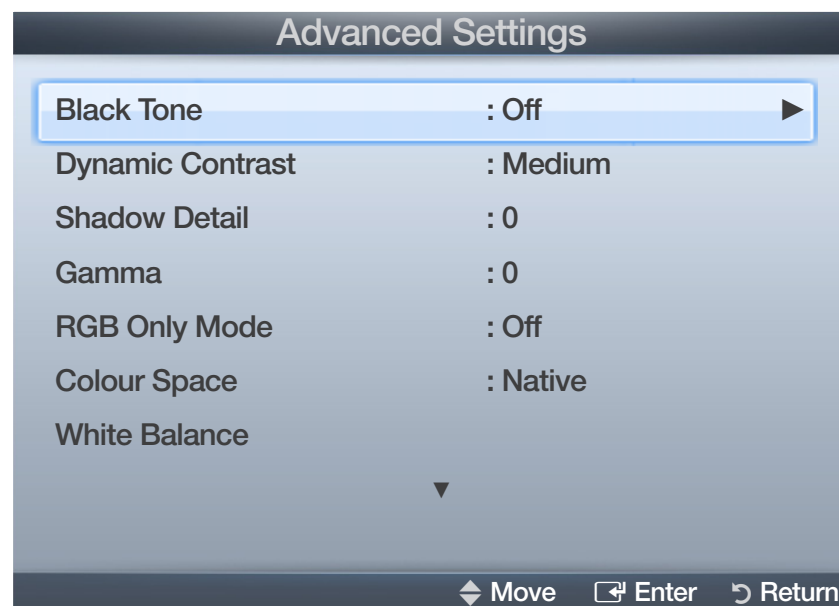 Advanced Settings
Black Tone : Off ▶
Dynamic Contrast : Medium
Shadow Detail : 0
Gamma : 0
RGB Only Mode : Off
Colour Space : Native
White Balance
▼
Move Enter Return